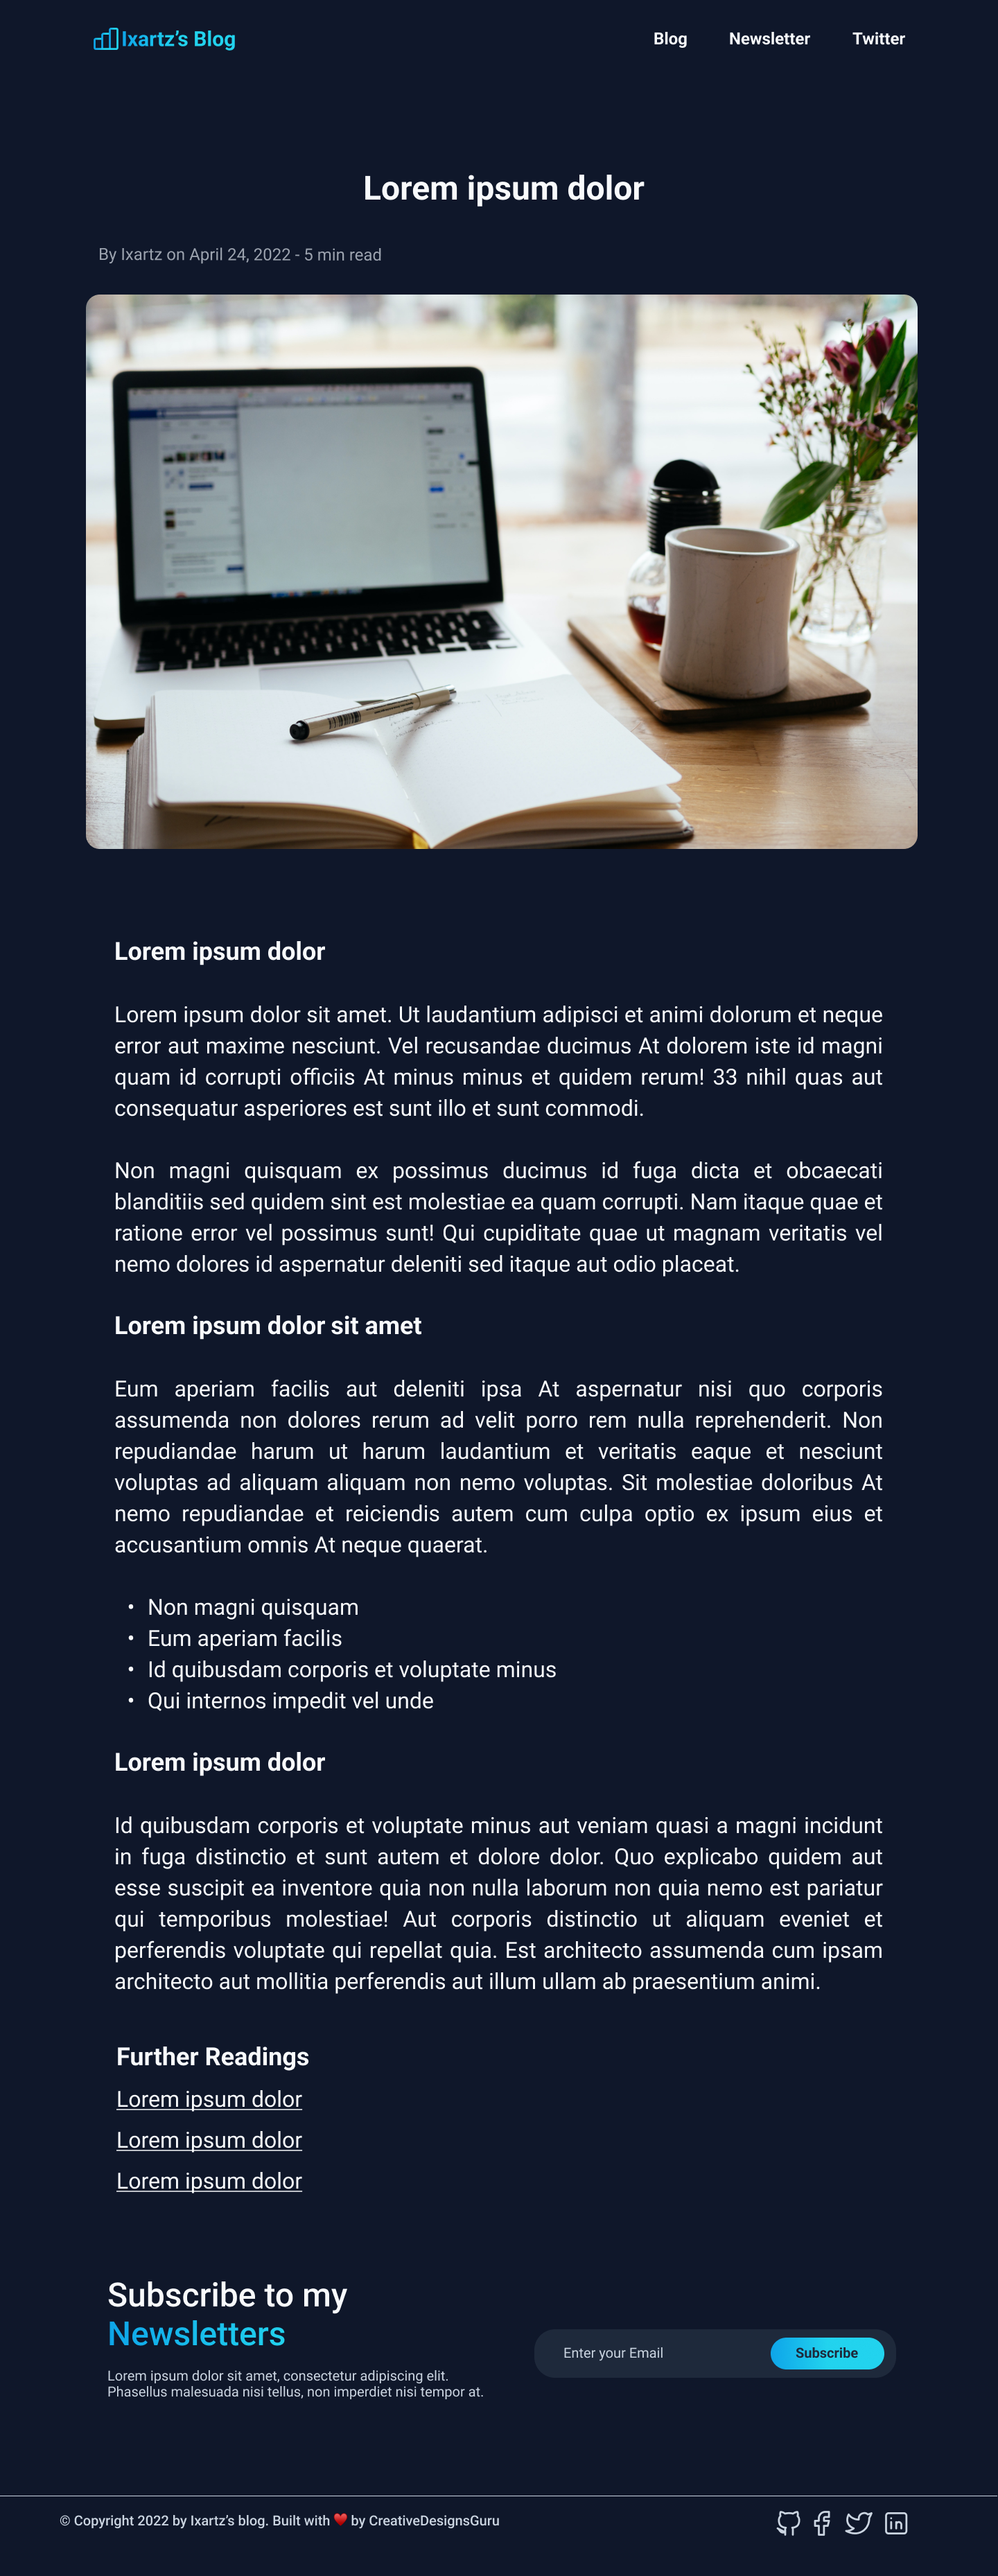 Ixartz’s Blog
Blog
Newsletter
Twitter
Lorem ipsum dolor
By Ixartz on April 24, 2022 - 5 min read
Lorem ipsum dolor
Lorem ipsum dolor sit amet. Ut laudantium adipisci et animi dolorum et neque
error aut maxime nesciunt. Vel recusandae ducimus At dolorem iste id magni
quam id corrupti officiis At minus minus et quidem rerum! 33 nihil quas aut
consequatur asperiores est sunt illo et sunt commodi.
Non magni quisquam ex possimus ducimus id fuga dicta et obcaecati
blanditiis sed quidem sint est molestiae ea quam corrupti. Nam itaque quae et
ratione error vel possimus sunt! Qui cupiditate quae ut magnam veritatis vel
nemo dolores id aspernatur deleniti sed itaque aut odio placeat.
Lorem ipsum dolor sit amet
Eum aperiam facilis aut deleniti ipsa At aspernatur nisi quo corporis
assumenda non dolores rerum ad velit porro rem nulla reprehenderit. Non
repudiandae harum ut harum laudantium et veritatis eaque et nesciunt
voluptas ad aliquam aliquam non nemo voluptas. Sit molestiae doloribus At
nemo repudiandae et reiciendis autem cum culpa optio ex ipsum eius et
accusantium omnis At neque quaerat.
• Non magni quisquam
• Eum aperiam facilis
• Id quibusdam corporis et voluptate minus
• Qui internos impedit vel unde
Lorem ipsum dolor
Id quibusdam corporis et voluptate minus aut veniam quasi a magni incidunt
in fuga distinctio et sunt autem et dolore dolor. Quo explicabo quidem aut
esse suscipit ea inventore quia non nulla laborum non quia nemo est pariatur
qui temporibus molestiae! Aut corporis distinctio ut aliquam eveniet et
perferendis voluptate qui repellat quia. Est architecto assumenda cum ipsam
architecto aut mollitia perferendis aut illum ullam ab praesentium animi.
Further Readings
Lorem ipsum dolor
Lorem ipsum dolor
Lorem ipsum dolor
Subscribe to my
Newsletters
Lorem ipsum dolor sit amet, consectetur adipiscing elit.
Phasellus malesuada nisi tellus, non imperdiet nisi tempor at.
Enter your Email
Subscribe
© Copyright 2022 by Ixartz’s blog. Built with ❤️ by CreativeDesignsGuru